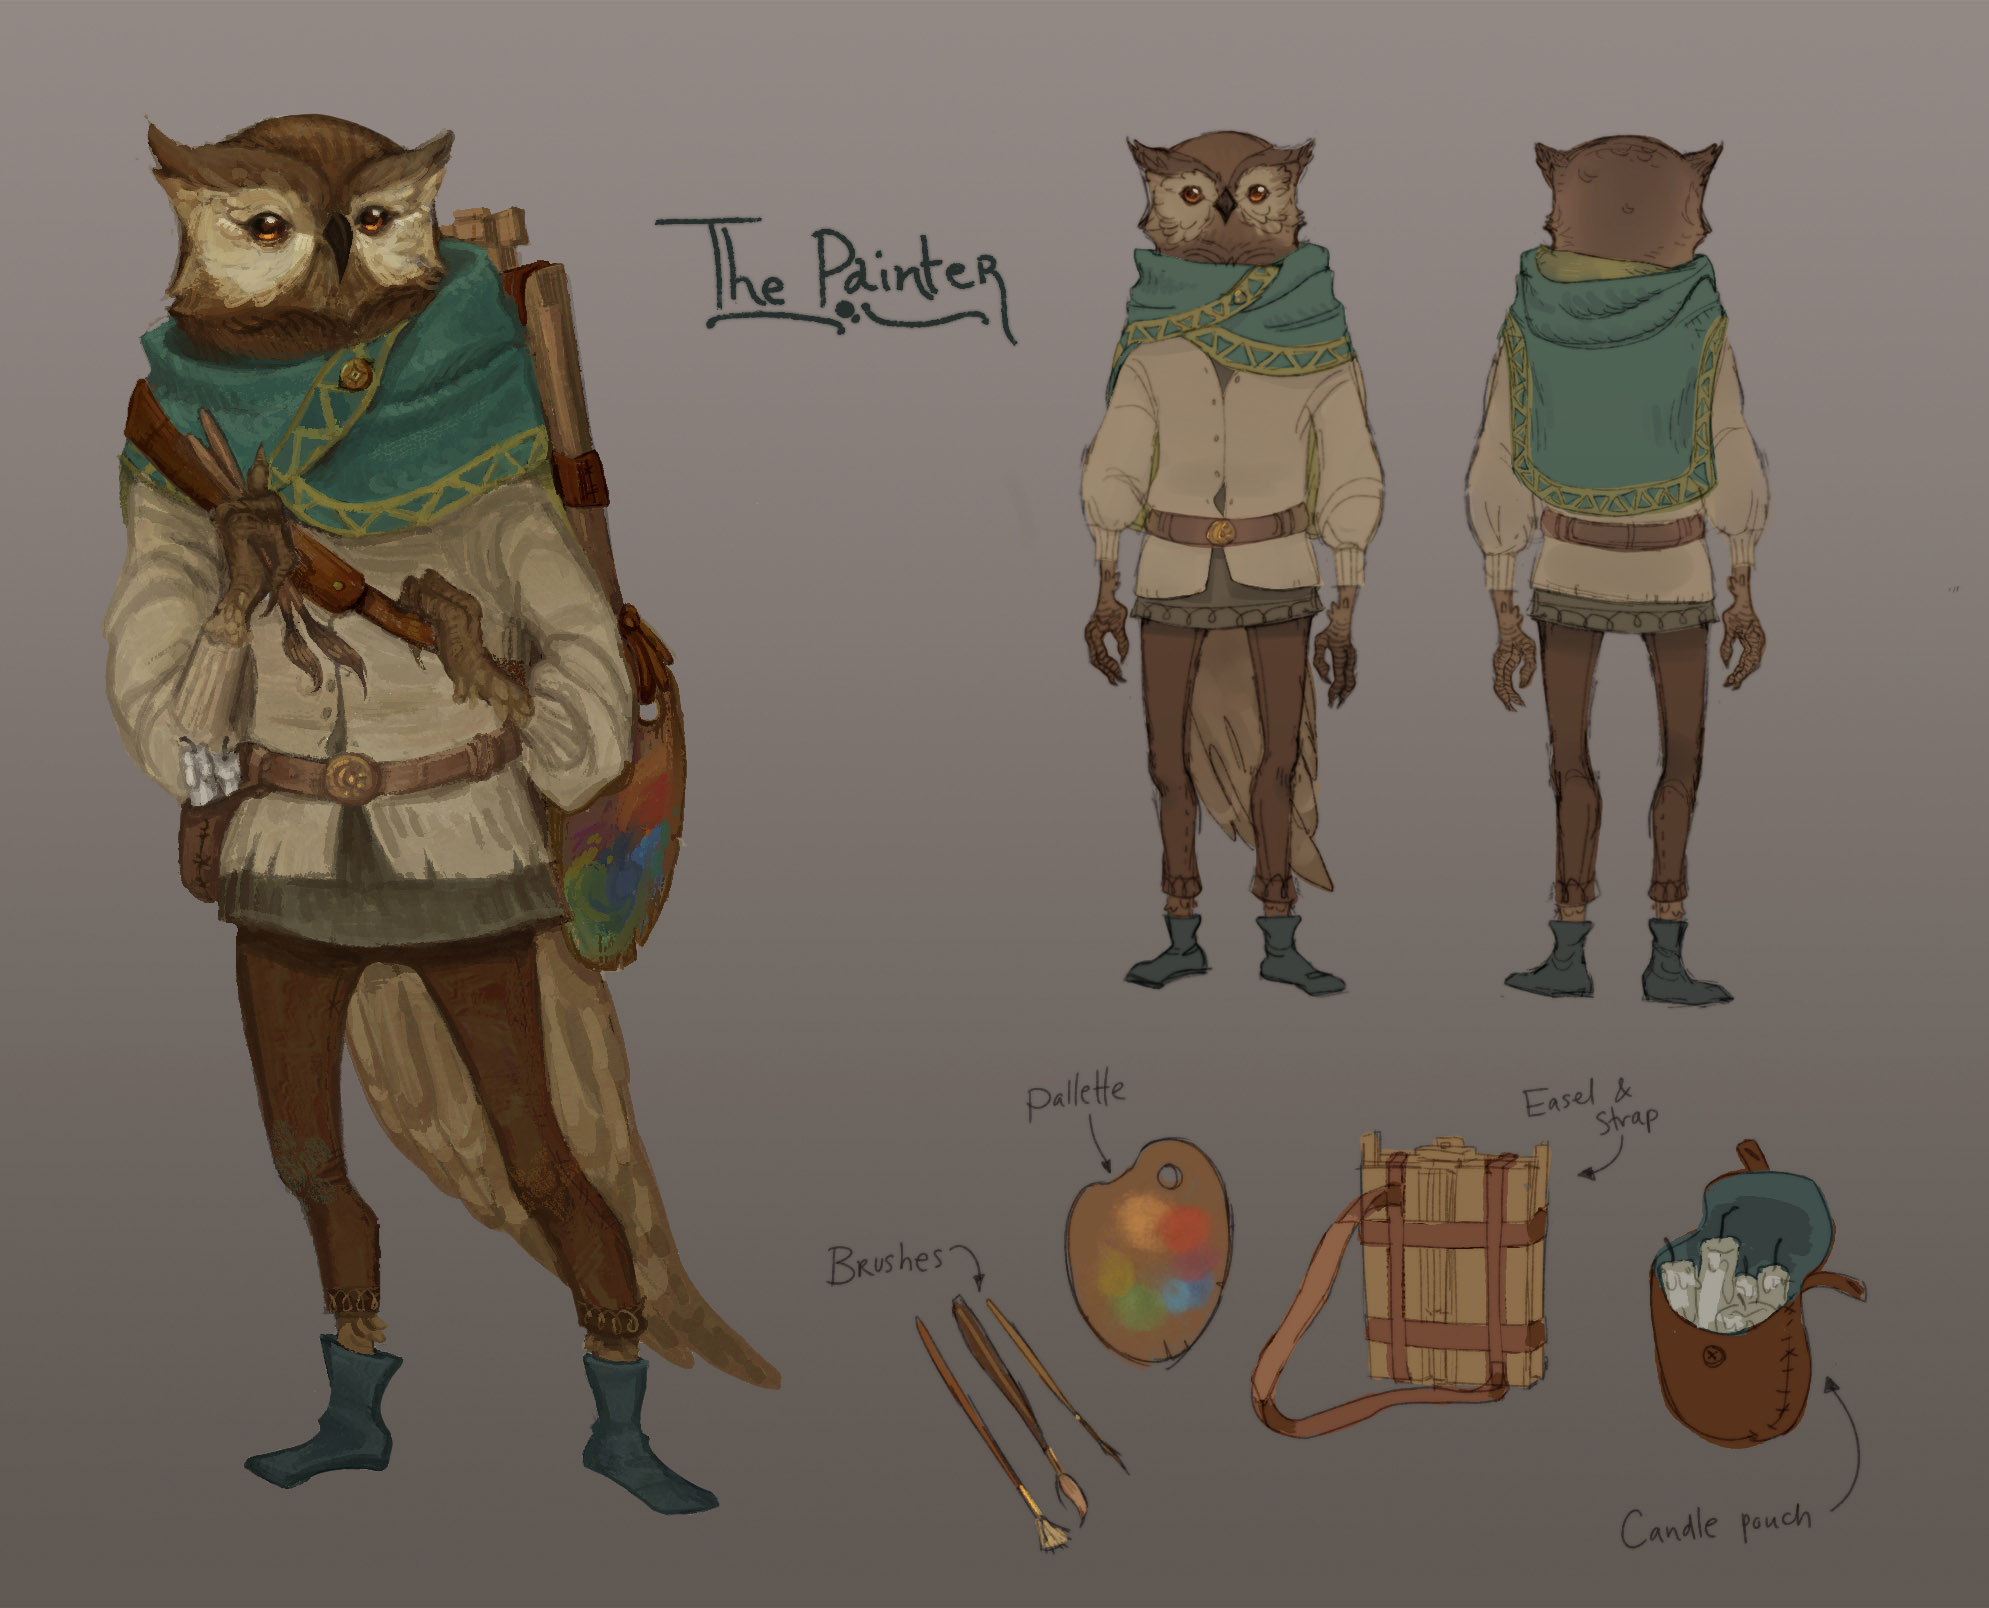 The Painter
pallette
Easel &
strap
Brushes
Candle pouch